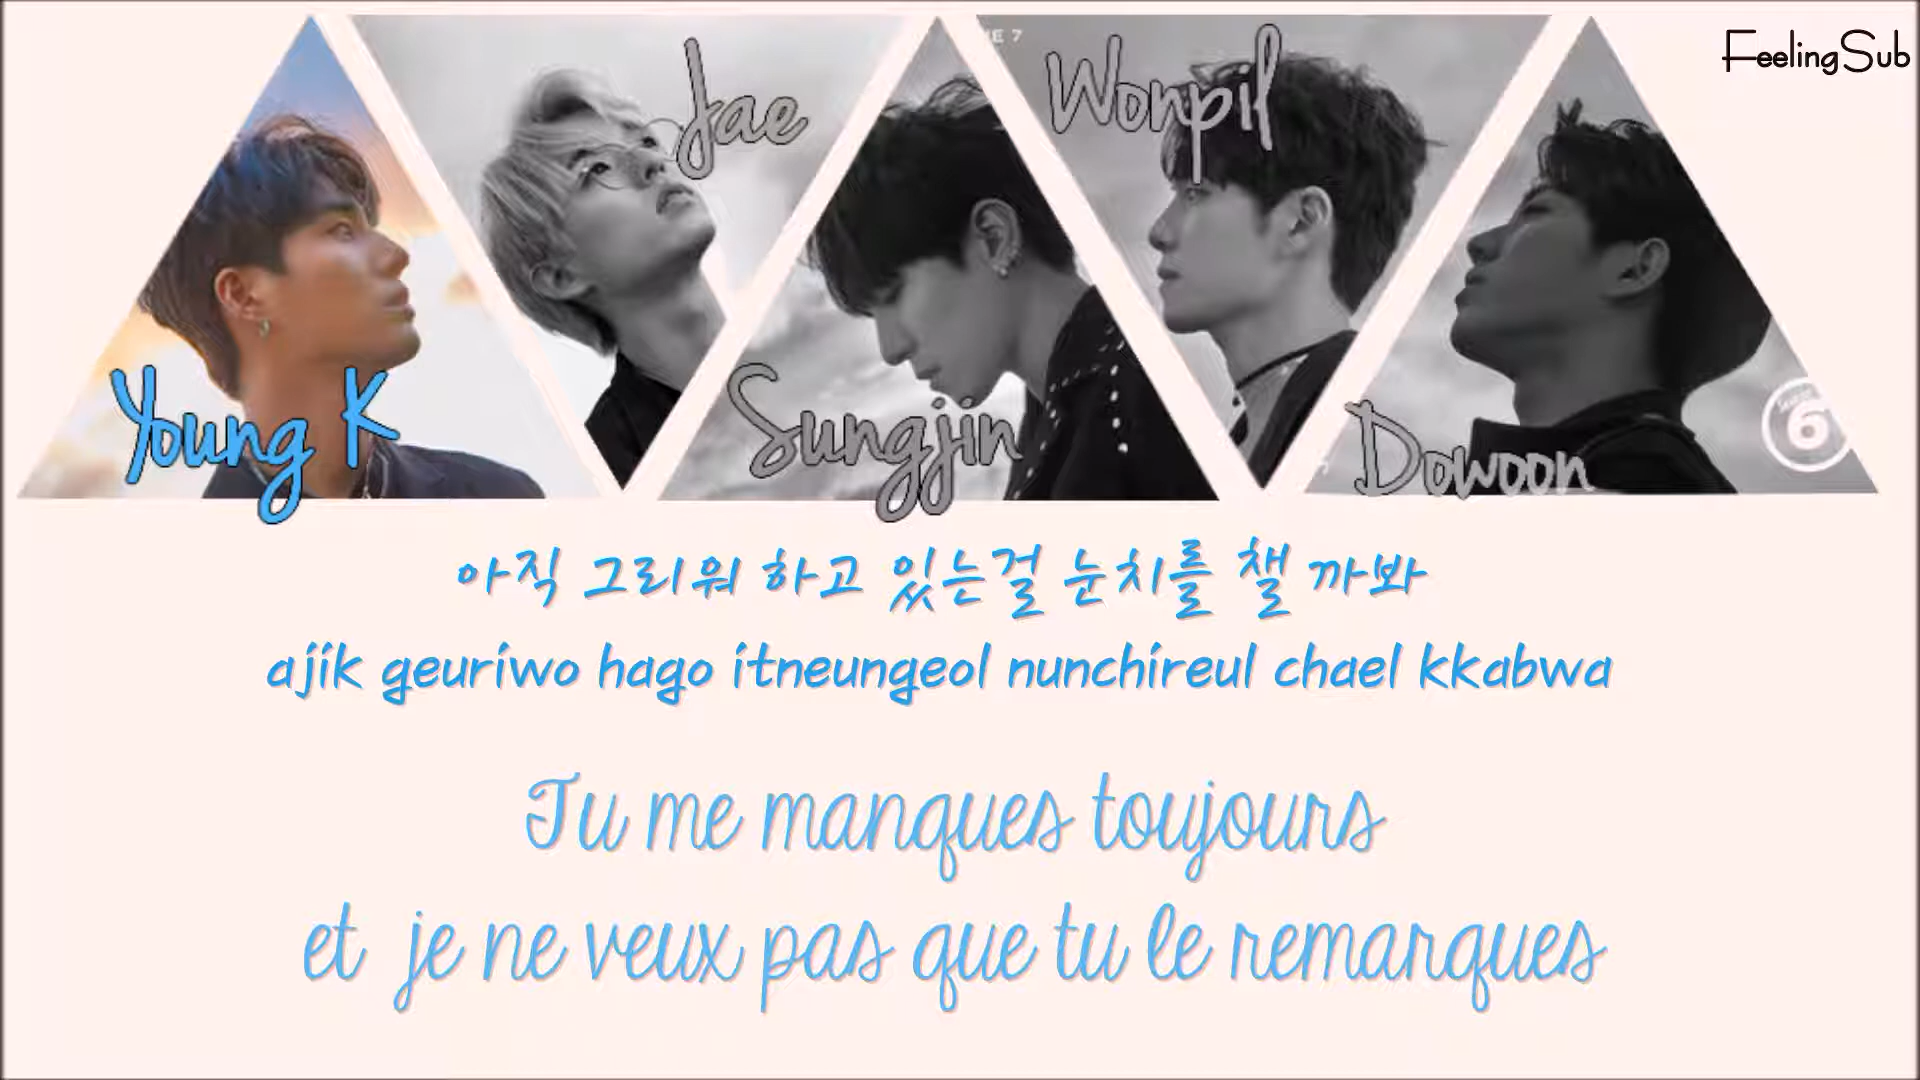 FeelingSub
Jae
Wonpil
Young K
Sungjin
Dowoon
6
아직 그리워 하고 있는걸 눈치를 챌 까봐
ajik geuriwo hago itneungeol nunchireul chael kkabwa
Tu me manques toujours
et je ne veux pas que tu le remarques